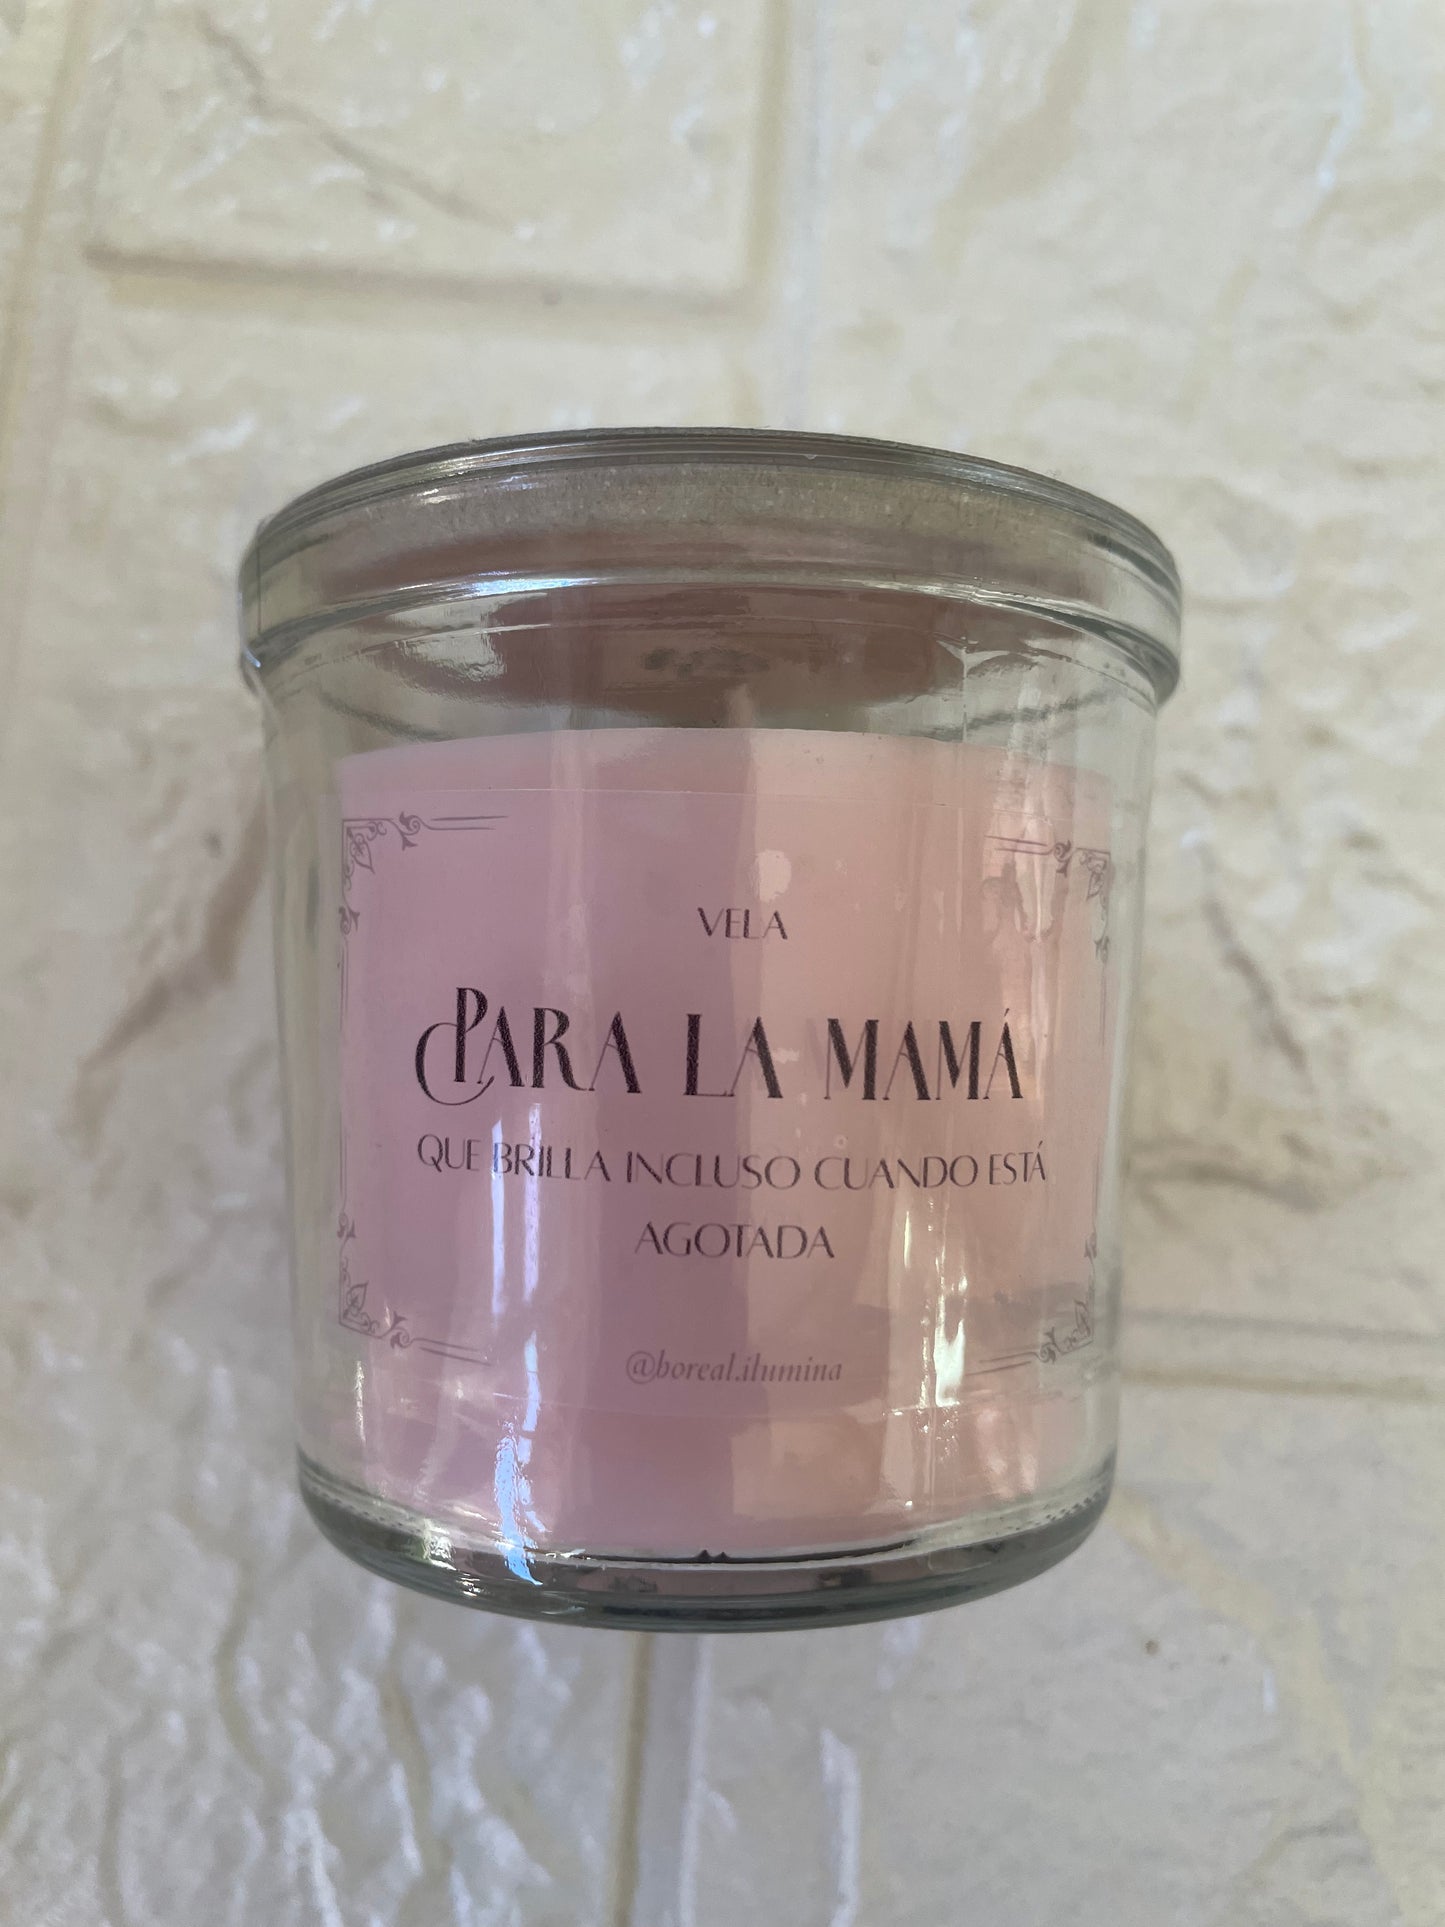 VELA
PARA LA MAMÁ
QUE BRILLA INCLUSO CUANDO ESTÁ
AGOTADA
@boreal.ilumina